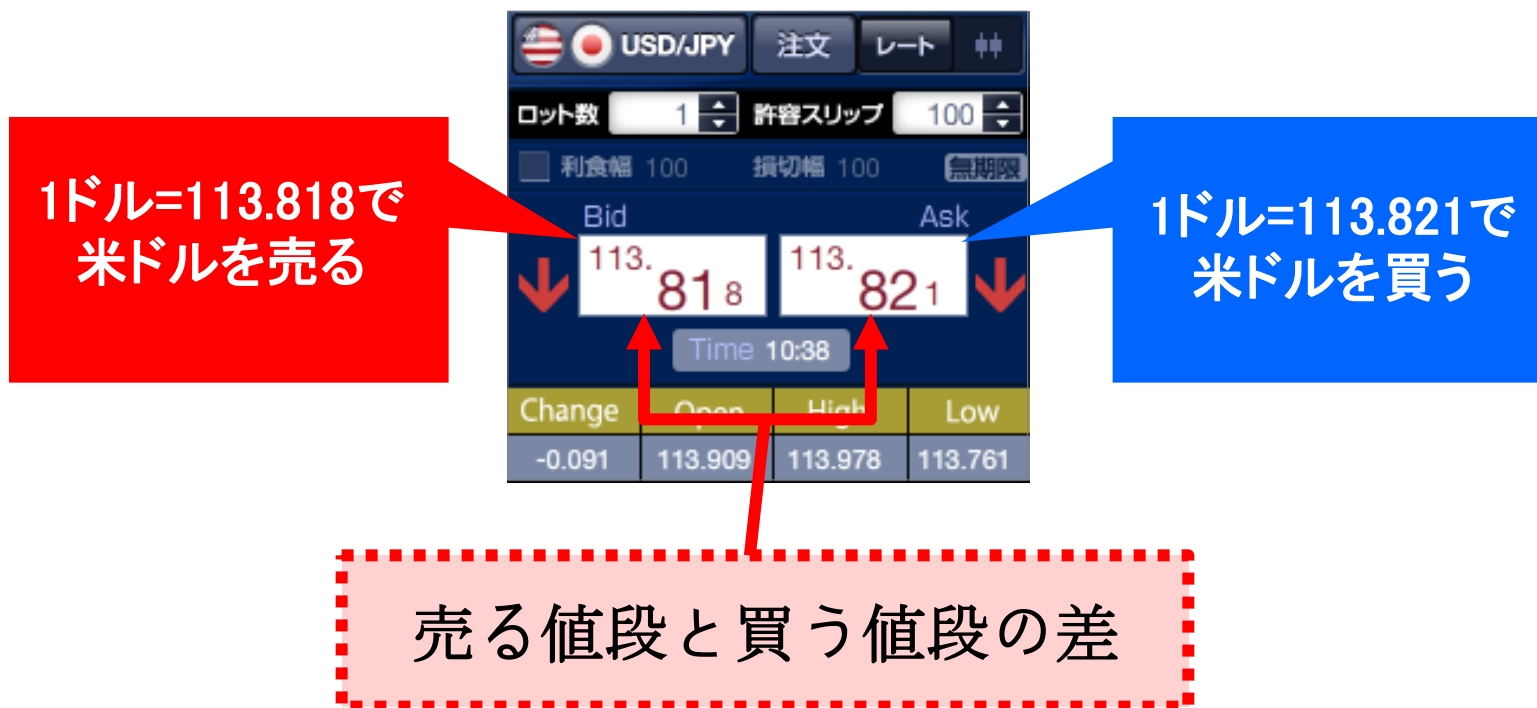 USD/JPY 注文 レート
ロット数 1 許容スリップ 100
利食幅 100 損切幅 100 無期限
Bid Ask
113.818 113.821
Time 10:38
Change Open High Low
-0.091 113.909 113.978 113.761
1ドル=113.818で
米ドルを売る
1ドル=113.821で
米ドルを買う
売る値段と買う値段の差